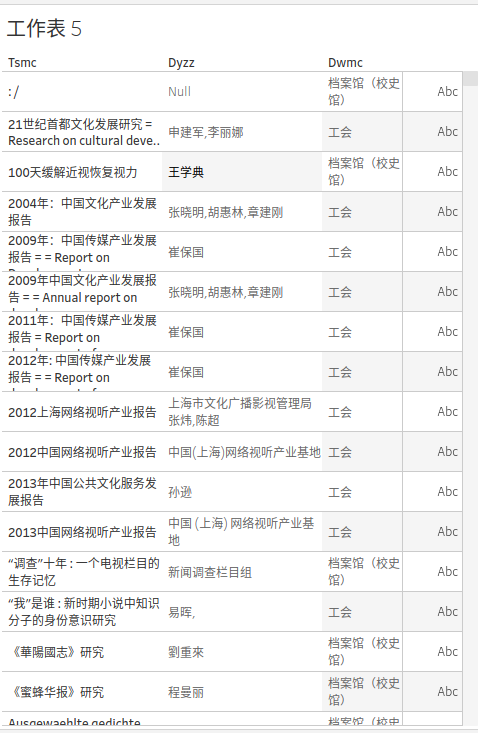 工作表 5
Tsmc Dyzz Dwmc
:/ Null 档案馆（校史馆） Abc
21世纪首都文化发展研究 = Research on cultural deve.. 申建军,李丽娜 工会 Abc
100天缓解近视恢复视力 王学典 档案馆（校史馆） Abc
2004年：中国文化产业发展报告 张晓明,胡惠林,章建刚 工会 Abc
2009年：中国传媒产业发展报告 = = Report on 崔保国 工会 Abc
2009年中国文化产业发展报告 = = Annual report on 张晓明,胡惠林,章建刚 工会 Abc
2011年：中国传媒产业发展报告 = Report on 崔保国 工会 Abc
2012年: 中国传媒产业发展报告 = = Report on 崔保国 工会 Abc
2012上海网络视听产业报告 上海市文化广播影视管理局张炜,陈超 工会 Abc
2012中国网络视听产业报告 中国(上海)网络视听产业基地 工会 Abc
2013年中国公共文化服务发展报告 孙逊 工会 Abc
2013中国网络视听产业报告 中国 (上海) 网络视听产业基地 工会 Abc
“调查”十年 : 一个电视栏目的生存记忆 新闻调查栏目组 档案馆（校史馆） Abc
“我”是谁 : 新时期小说中知识分子的身份意识研究 易晖, 工会 Abc
《華陽國志》研究 劉重來 档案馆（校史馆） Abc
《蜜蜂华报》研究 程曼丽 档案馆（校史馆） Abc
Ausgewaehlte gedichte 档案馆（校史 Abc